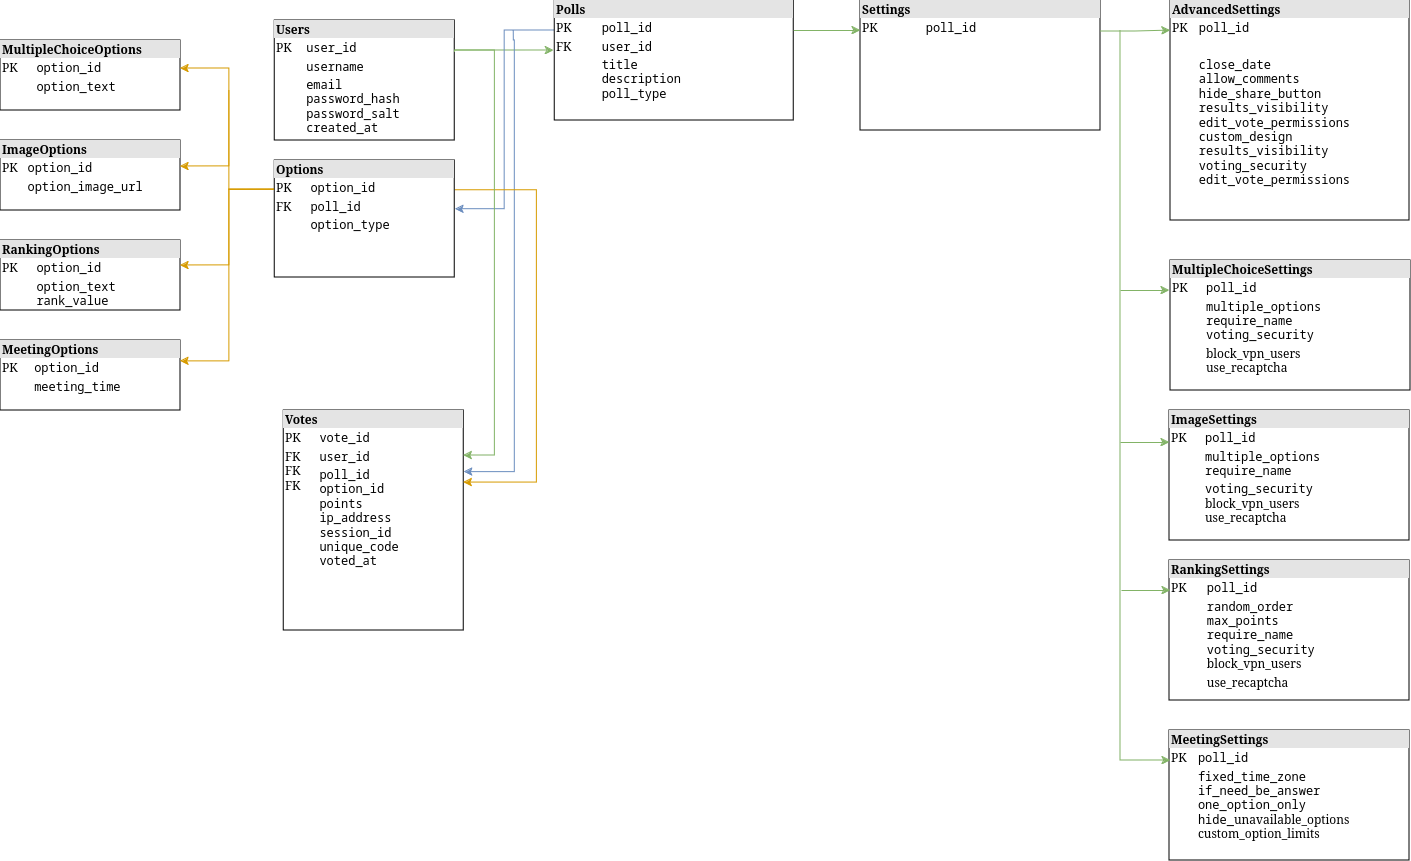 MultipleChoiceOptions
PK option_id
option_text
ImageOptions
PK option_id
option_image_url
RankingOptions
PK option_id
option_text
rank_value
MeetingOptions
PK option_id
meeting_time
Users
PK user_id
username
email
password_hash
password_salt
created_at
Options
PK option_id
FK poll_id
option_type
Votes
PK vote_id
FK user_id
FK poll_id
FK option_id
points
ip_address
session_id
unique_code
voted_at
Polls
PK poll_id
FK user_id
title
description
poll_type
Settings
PK poll_id
AdvancedSettings
PK poll_id
close_date
allow_comments
hide_share_button
results_visibility
edit_vote_permissions
custom_design
results_visibility
voting_security
edit_vote_permissions
MultipleChoiceSettings
PK poll_id
multiple_options
require_name
voting_security
block_vpn_users
use_recaptcha
ImageSettings
PK poll_id
multiple_options
require_name
voting_security
block_vpn_users
use_recaptcha
RankingSettings
PK poll_id
random_order
max_points
require_name
voting_security
block_vpn_users
use_recaptcha
MeetingSettings
PK poll_id
fixed_time_zone
if_need_be_answer
one_option_only
hide_unavailable_options
custom_option_limits